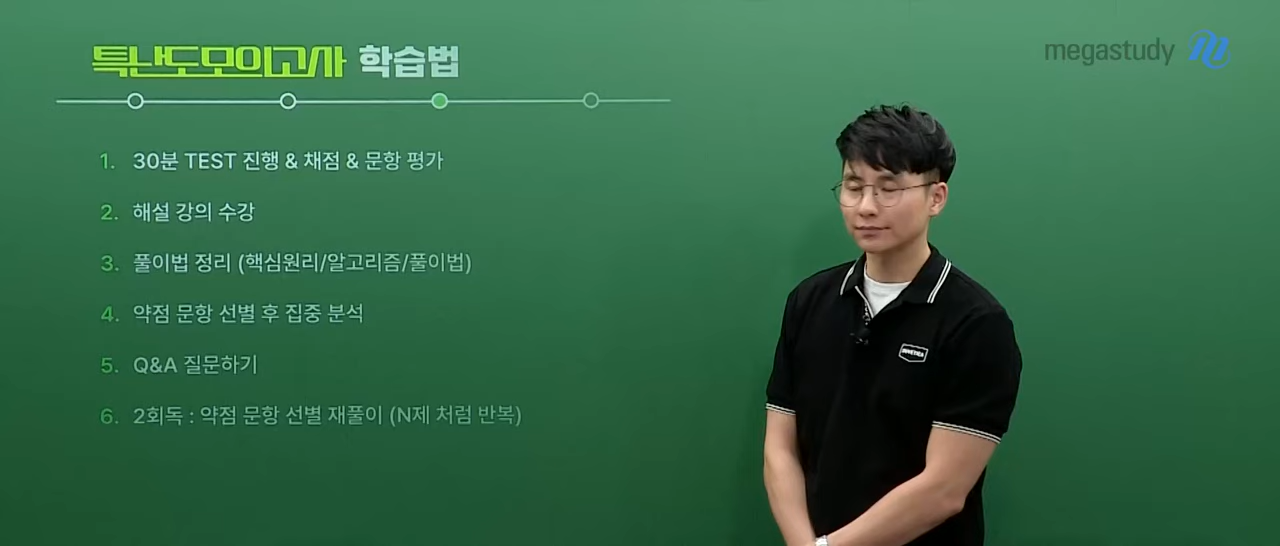 특난도모의고사 학습법
megastudy
1. 30분 TEST 진행 & 채점 & 문항 평가
2. 해설 강의 수강
3. 풀이법 정리 (핵심원리/알고리즘/풀이법)
4. 약점 문항 선별 후 집중 분석
5. Q&A 질문하기
6. 2회독 : 약점 문항 선별 재풀이 (N제 처럼 반복)